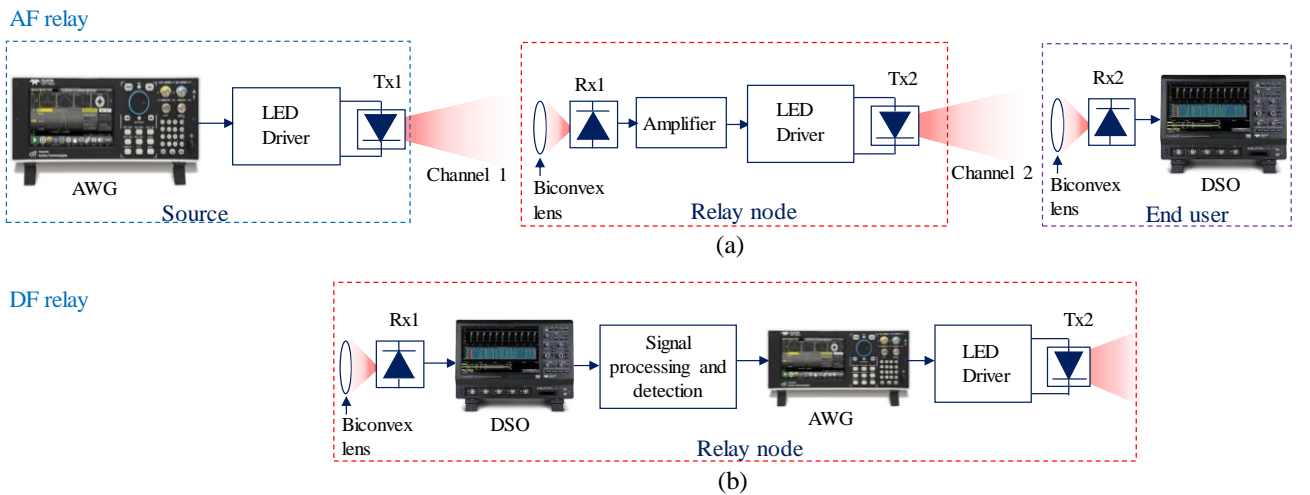 AF relay
AWG
LED
Driver
Tx1
Channel 1
Source
Rx1
Biconvex
lens
Amplifier
LED
Driver
Tx2
Channel 2
Relay node
Rx2
Biconvex
lens
DSO
End user
(a)
DF relay
Rx1
Biconvex
lens
DSO
Signal
processing and
detection
AWG
LED
Driver
Tx2
Relay node
(b)